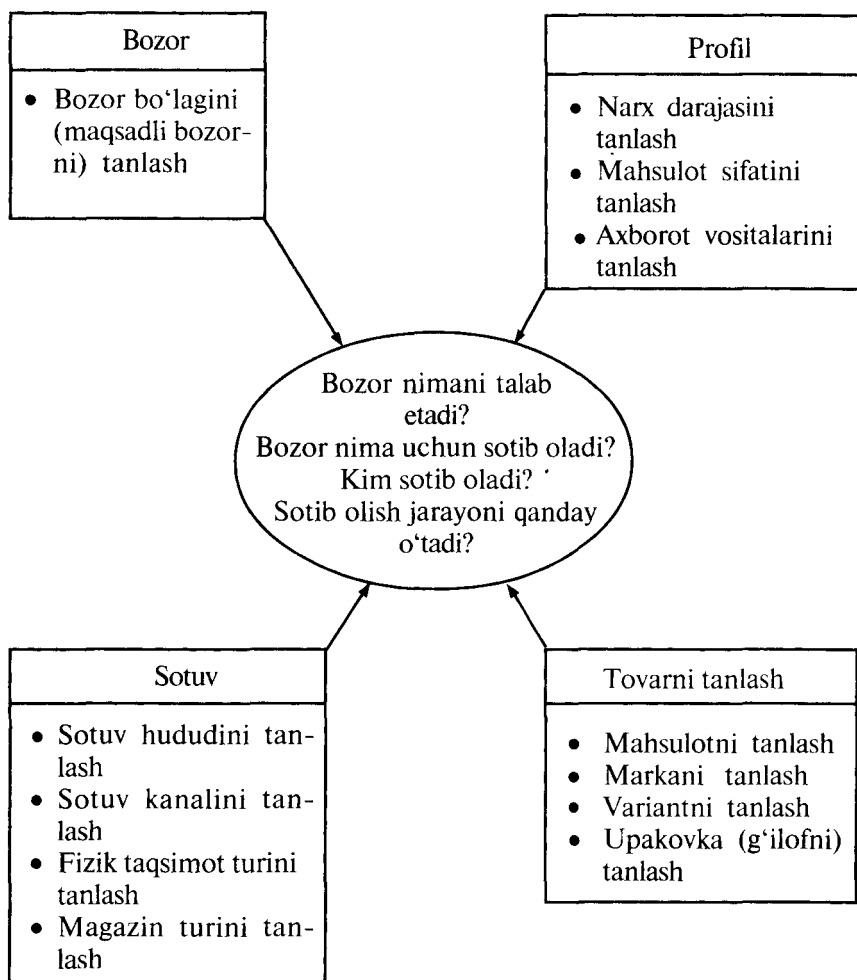 Bozor
• Bozor bo‘lagini
(maqsadli bozor-
ni) tanlash
Profil
• Narx darajasini
tanlash
• Mahsulot sifatini
tanlash
• Axborot vositalarini
tanlash
Bozor nimani talab
etadi?
Bozor nima uchun sotib oladi?
Kim sotib oladi?
Sotib olish jarayoni qanday
o‘tadi?
Sotuv
• Sotuv hududini tan-
lash
• Sotuv kanalini tan-
lash
• Fizik taqsimot turini
tanlash
• Magazin turini tan-
lash
Tovarni tanlash
• Mahsulotni tanlash
• Markani tanlash
• Variantni tanlash
• Upakovka (g‘ilofni)
tanlash